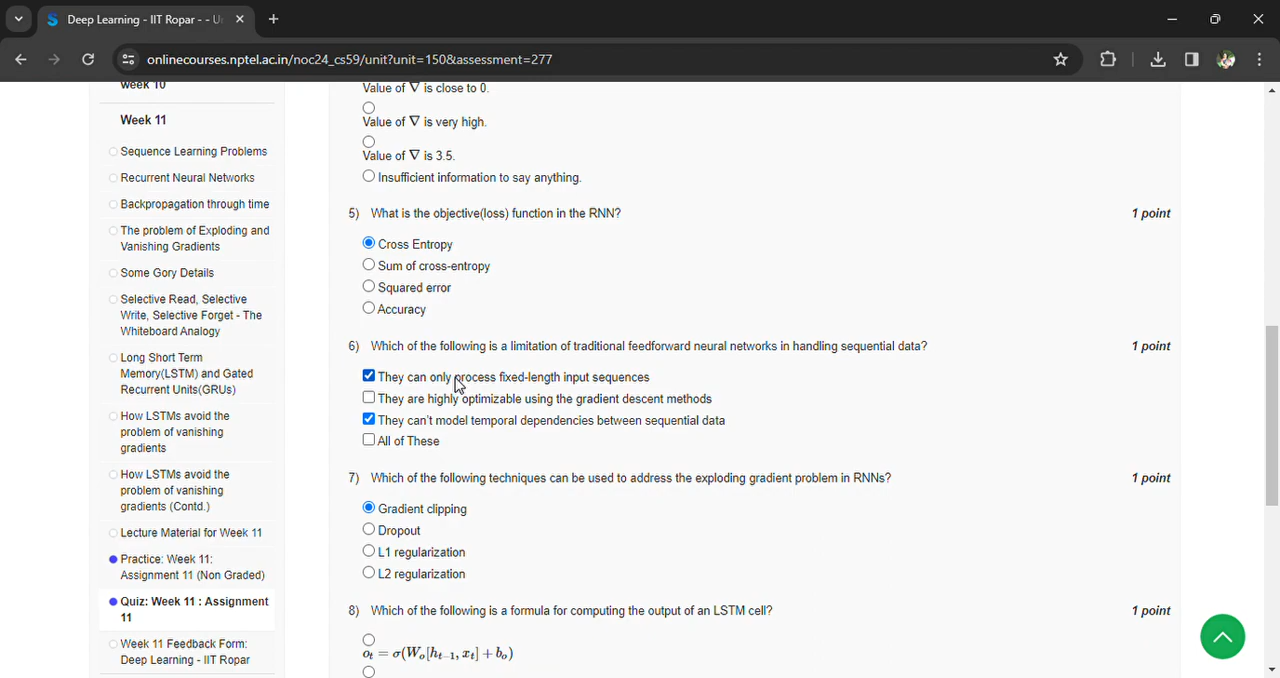 Deep Learning - IIT Ropar - - U
onlinecourses.nptel.ac.in/noc24_cs59/unit?unit=150&assessment=277
Week 10
Week 11
Sequence Learning Problems
Recurrent Neural Networks
Backpropagation through time
The problem of Exploding and
Vanishing Gradients
Some Gory Details
Selective Read, Selective
Write, Selective Forget - The
Whiteboard Analogy
Long Short Term
Memory(LSTM) and Gated
Recurrent Units(GRUs)
How LSTMs avoid the
problem of vanishing
gradients
How LSTMs avoid the
problem of vanishing
gradients (Contd.)
Lecture Material for Week 11
Practice: Week 11:
Assignment 11 (Non Graded)
Quiz: Week 11 : Assignment
11
Week 11 Feedback Form:
Deep Learning - IIT Ropar
Value of ∇ is close to 0.
Value of ∇ is very high.
Value of ∇ is 3.5.
Insufficient information to say anything.
5) What is the objective(loss) function in the RNN? 1 point
Cross Entropy
Sum of cross-entropy
Squared error
Accuracy
6) Which of the following is a limitation of traditional feedforward neural networks in handling sequential data? 1 point
They can only process fixed-length input sequences
They are highly optimizable using the gradient descent methods
They can't model temporal dependencies between sequential data
All of These
7) Which of the following techniques can be used to address the exploding gradient problem in RNNs? 1 point
Gradient clipping
Dropout
L1 regularization
L2 regularization
8) Which of the following is a formula for computing the output of an LSTM cell? 1 point
oₜ = σ(Wₒ[hₜ₋₁, xₜ] + bₒ)